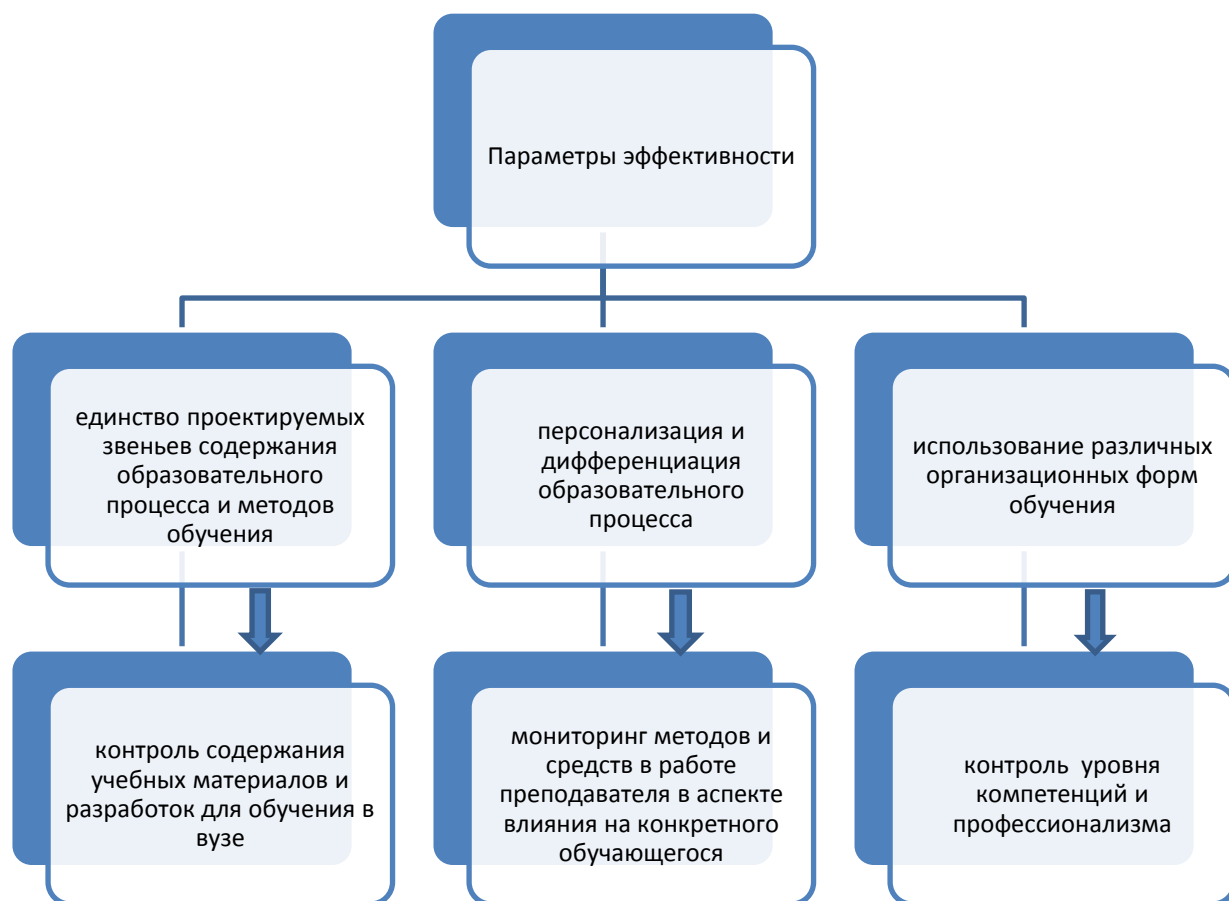 Параметры эффективности
единство проектируемых
звеньев содержания
образовательного
процесса и методов
обучения
персонализация и
дифференциация
образовательного
процесса
использование различных
организационных форм
обучения
контроль содержания
учебных материалов и
разработок для обучения в
вузе
мониторинг методов и
средств в работе
преподавателя в аспекте
влияния на конкретного
обучающегося
контроль уровня
компетенций и
профессионализма